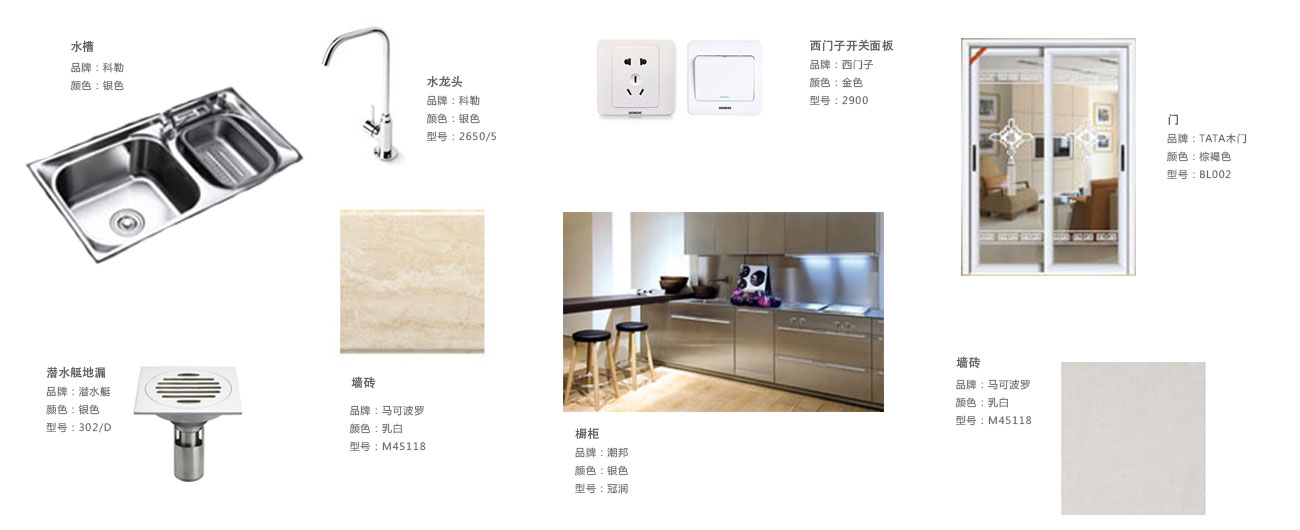 水槽
品牌：科勒
颜色：银色
水龙头
品牌：科勒
颜色：银色
型号：2650/5
西门子开关面板
品牌：西门子
颜色：金色
型号：2900
SIEMENS
SIEMENS
门
品牌：TATA木门
颜色：棕褐色
型号：BL002
潜水艇地漏
品牌：潜水艇
颜色：银色
型号：302/D
墙砖
品牌：马可波罗
颜色：乳白
型号：M45118
橱柜
品牌：潮邦
颜色：银色
型号：冠润
墙砖
品牌：马可波罗
颜色：乳白
型号：M45118